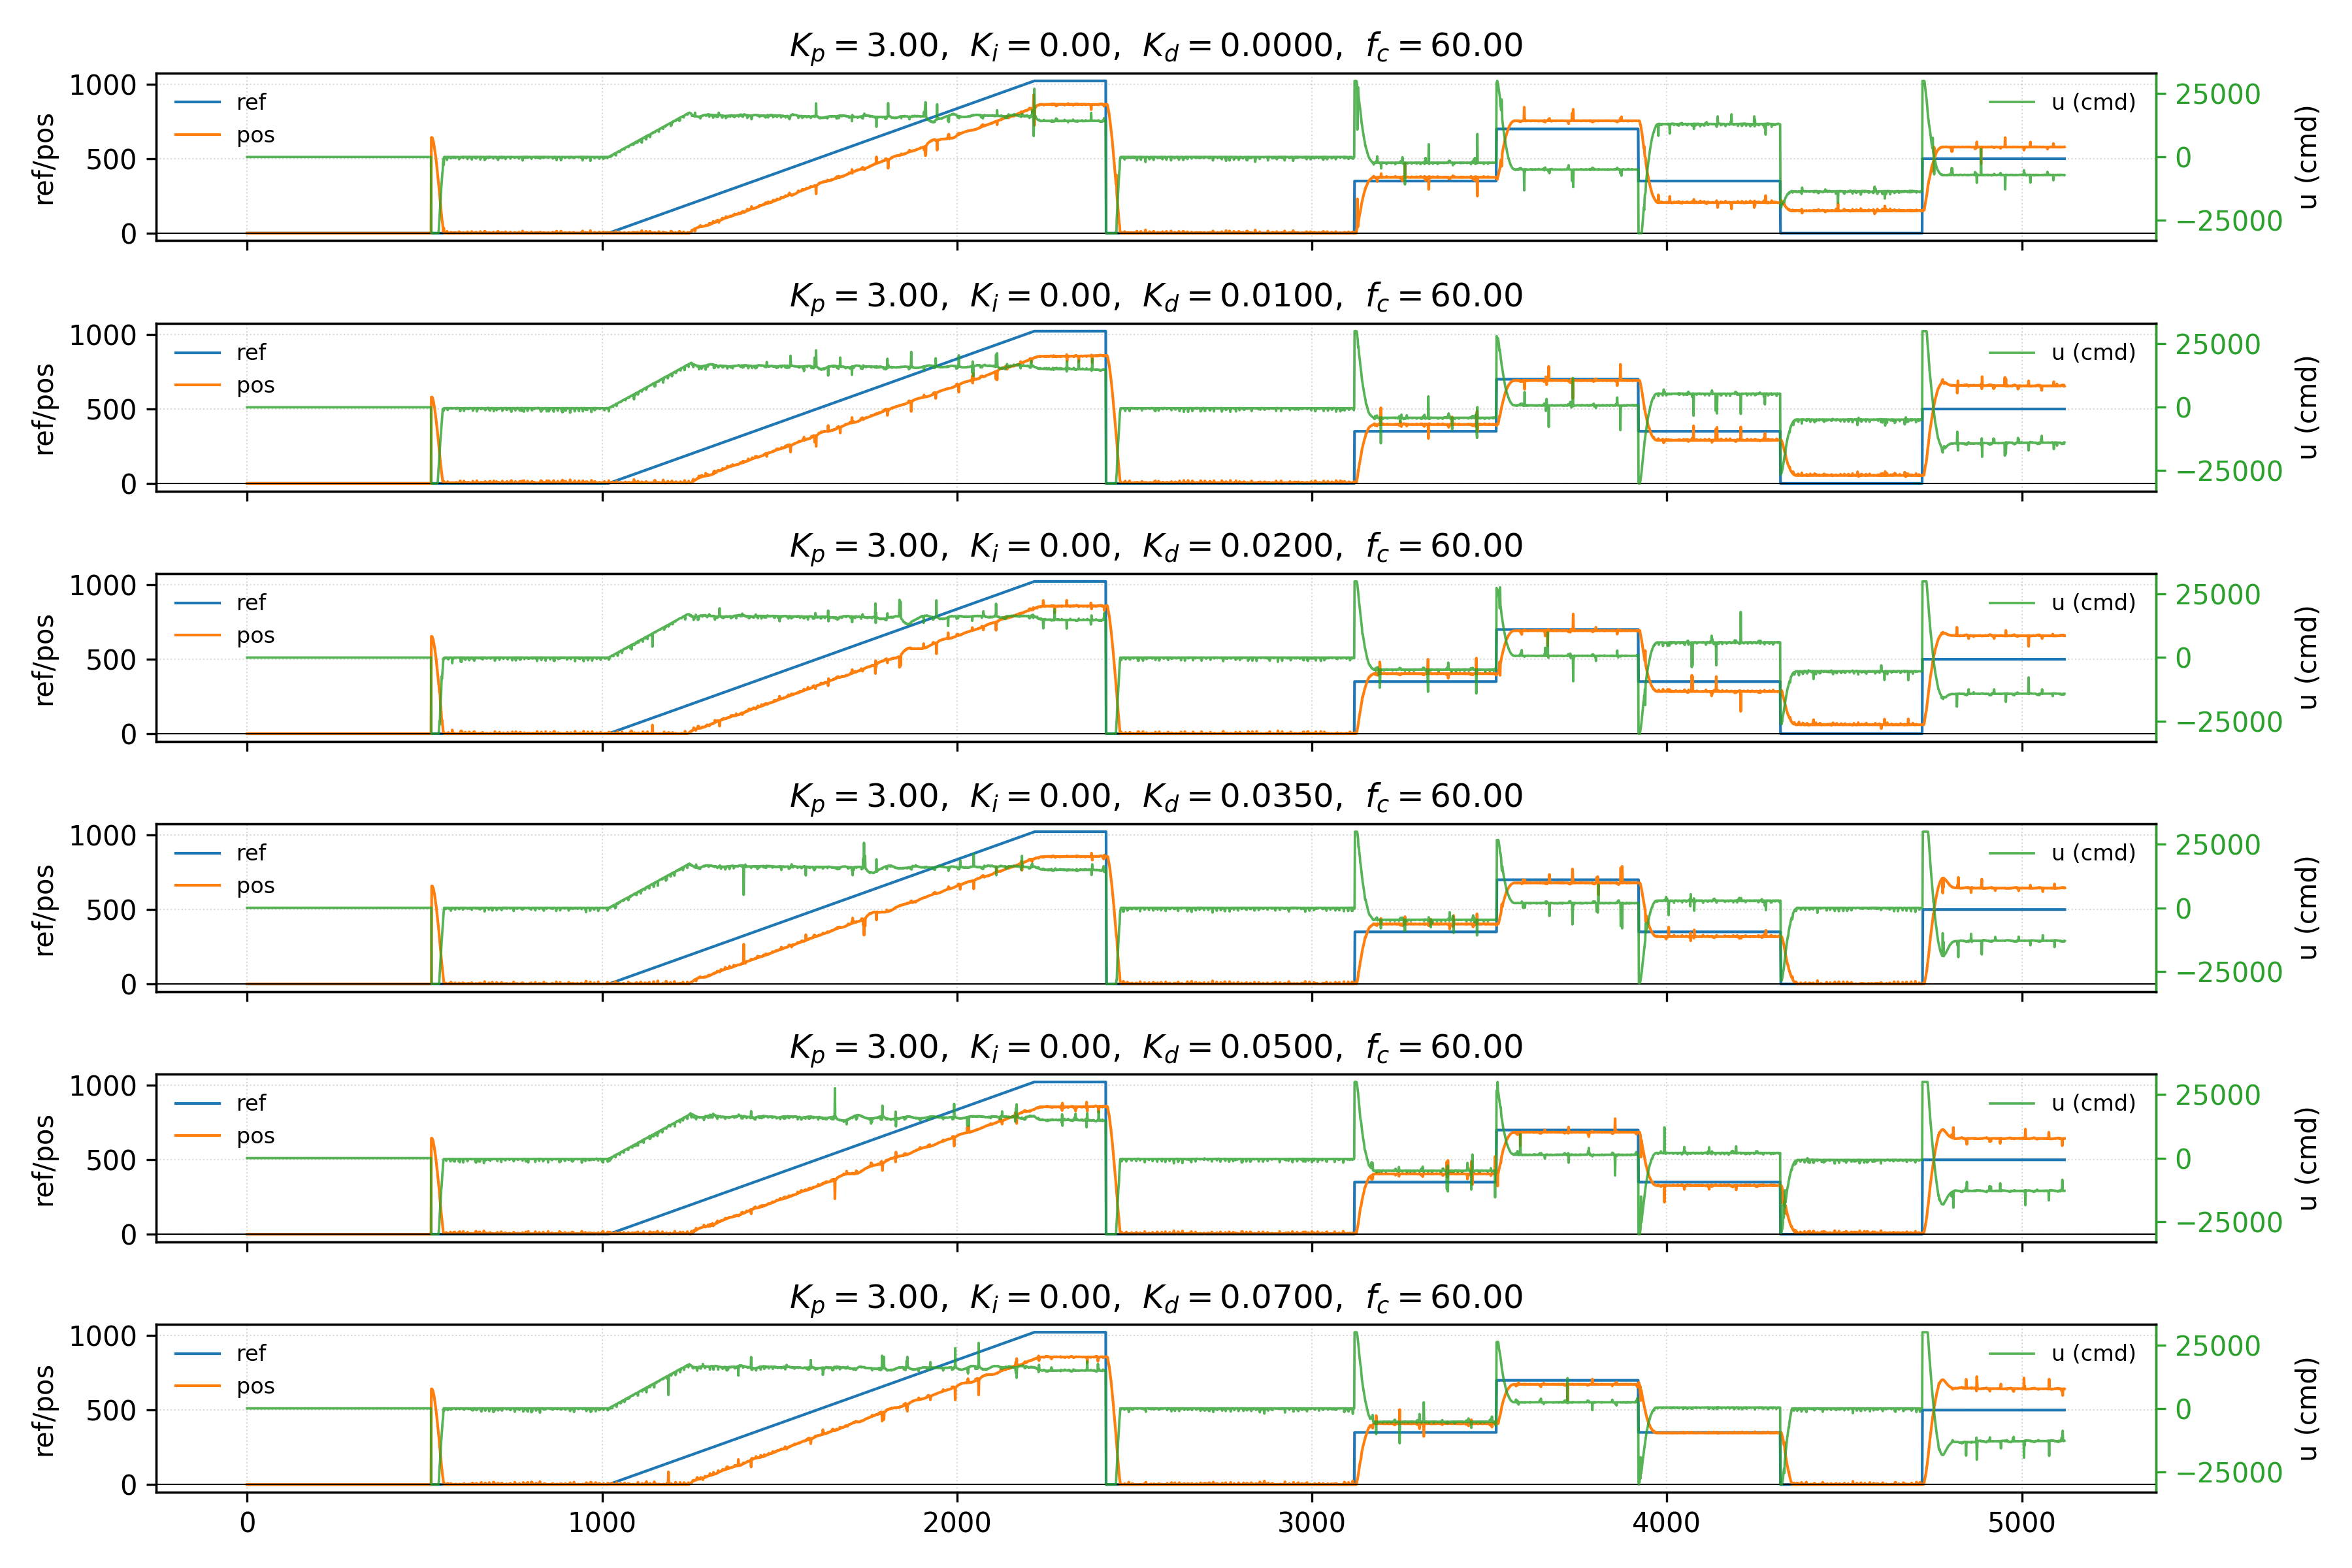 K_p = 3.00, K_i = 0.00, K_d = 0.0000, f_c = 60.00
1000
500
0
ref/pos
ref
pos
u (cmd)
25000
0
−25000
u (cmd)
K_p = 3.00, K_i = 0.00, K_d = 0.0100, f_c = 60.00
1000
500
0
ref/pos
ref
pos
u (cmd)
25000
0
−25000
u (cmd)
K_p = 3.00, K_i = 0.00, K_d = 0.0200, f_c = 60.00
1000
500
0
ref/pos
ref
pos
u (cmd)
25000
0
−25000
u (cmd)
K_p = 3.00, K_i = 0.00, K_d = 0.0350, f_c = 60.00
1000
500
0
ref/pos
ref
pos
u (cmd)
25000
0
−25000
u (cmd)
K_p = 3.00, K_i = 0.00, K_d = 0.0500, f_c = 60.00
1000
500
0
ref/pos
ref
pos
u (cmd)
25000
0
−25000
u (cmd)
K_p = 3.00, K_i = 0.00, K_d = 0.0700, f_c = 60.00
1000
500
0
ref/pos
ref
pos
u (cmd)
25000
0
−25000
u (cmd)
0 1000 2000 3000 4000 5000